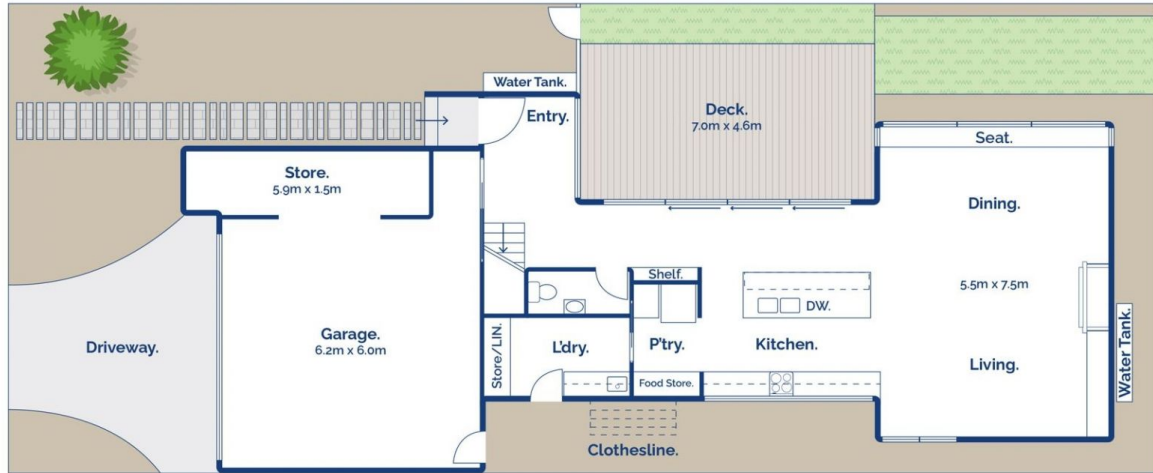 Water Tank.
Entry.
Deck.
7.0m x 4.6m
Seat.
Store.
5.9m x 1.5m
Dining.
Shelf.
5.5m x 7.5m
DW.
Garage.
6.2m x 6.0m
Driveway.
Store/LIN.
L'dry.
P'try.
Kitchen.
Living.
Water Tank.
Food Store.
Clothesline.